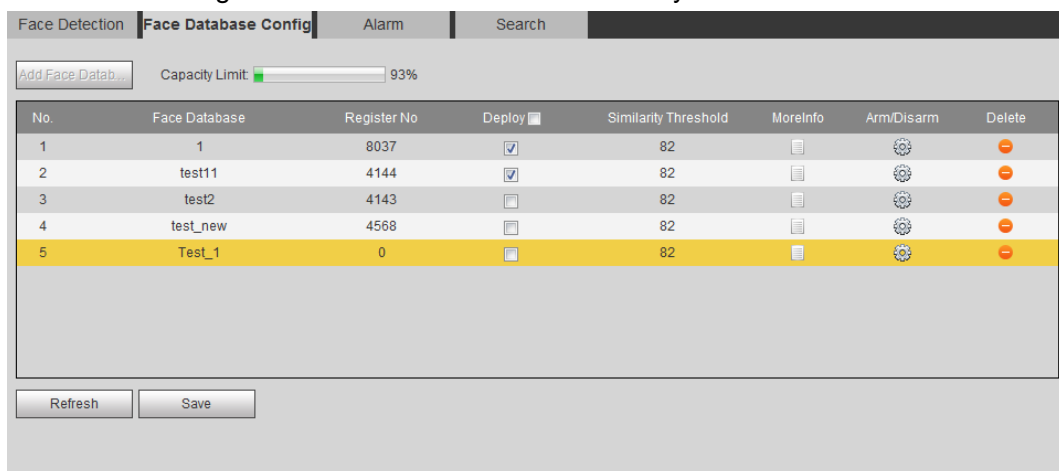 Face Detection Face Database Config Alarm Search
Add Face Datab... Capacity Limit: 93%
No. Face Database Register No Deploy Similarity Threshold MoreInfo Arm/Disarm Delete
1 1 8037 82
2 test11 4144 82
3 test2 4143 82
4 test_new 4568 82
5 Test_1 0 82
Refresh Save